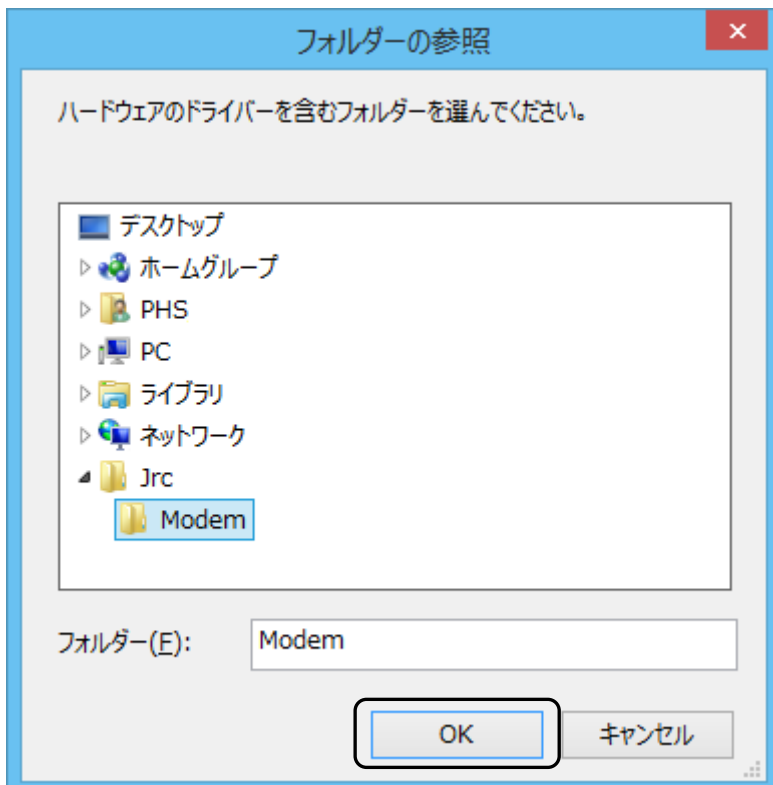 フォルダーの参照
ハードウェアのドライバーを含むフォルダーを選んでください。
デスクトップ
ホームグループ
PHS
PC
ライブラリ
ネットワーク
Jrc
Modem
フォルダー(F): Modem
OK キャンセル